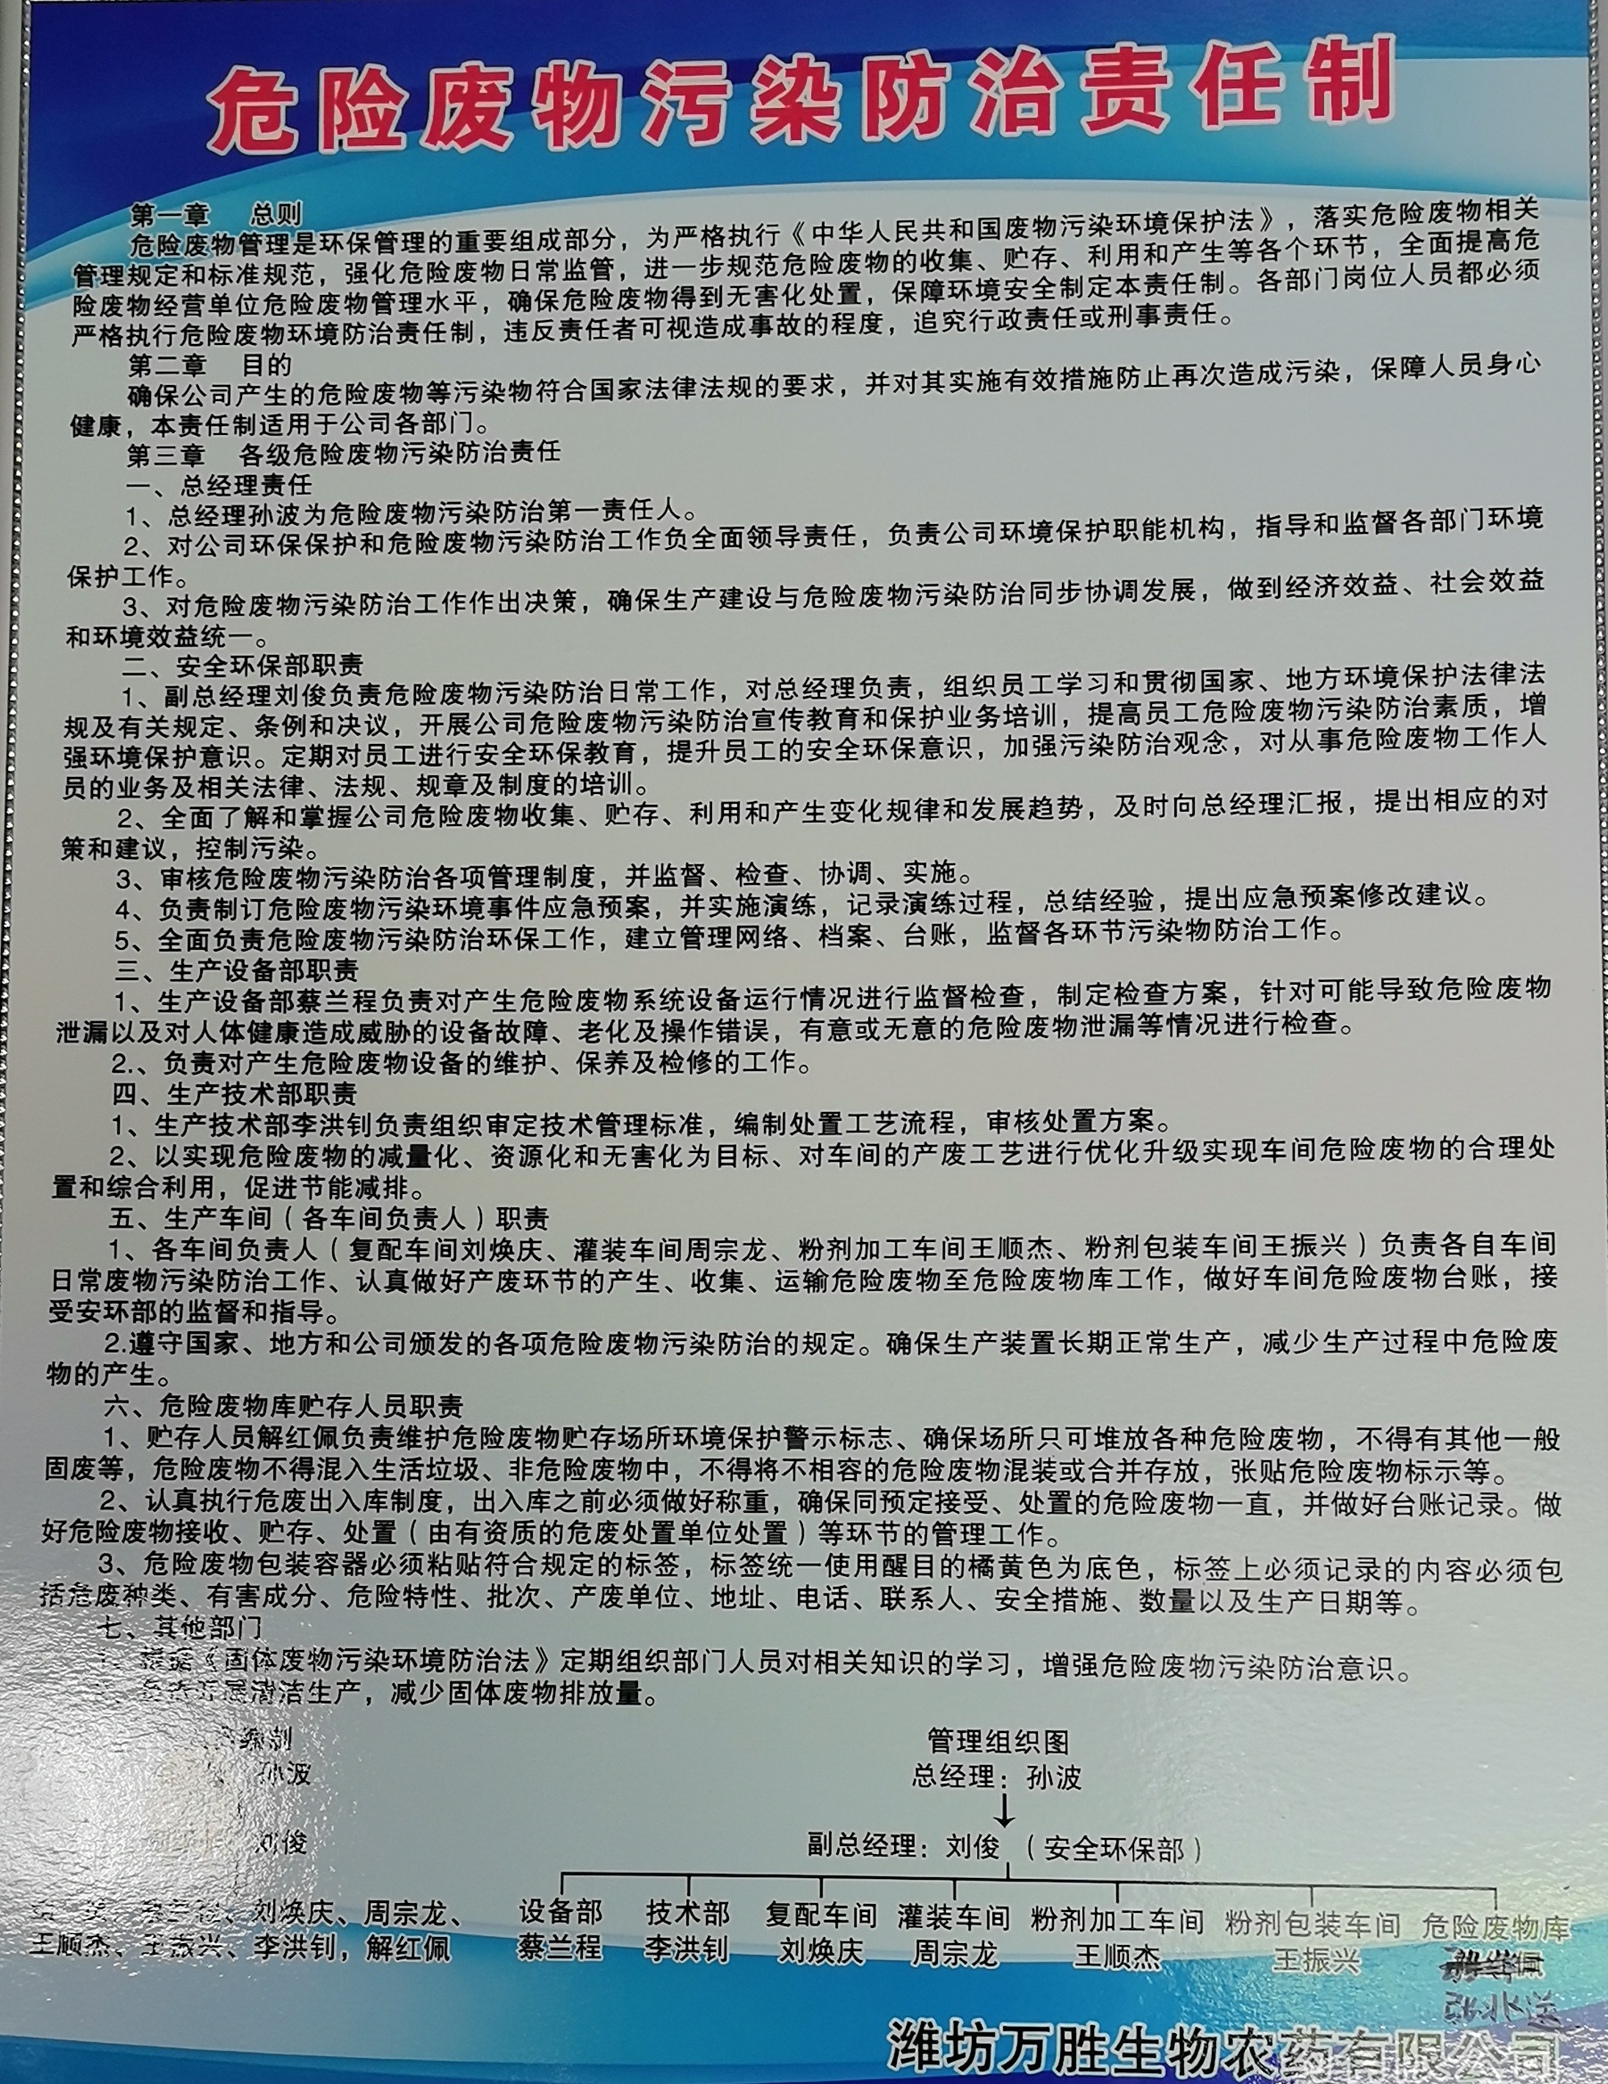 危险废物污染防治责任制
第一章 总则
危险废物管理是环保管理的重要组成部分，为严格执行《中华人民共和国废物污染环境保护法》，落实危险废物相关
管理规定和标准规范，强化危险废物日常监管，进一步规范危险废物的收集、贮存、利用和产生等各个环节，全面提高危
险废物经营单位危险废物管理水平，确保危险废物得到无害化处置，保障环境安全制定本责任制。各部门岗位人员都必须
严格执行危险废物环境防治责任制，违反责任者可视造成事故的程度，追究行政责任或刑事责任。
第二章 目的
确保公司产生的危险废物等污染物符合国家法律法规的要求，并对其实施有效措施防止再次造成污染，保障人员身心
健康，本责任制适用于公司各部门。
第三章 各级危险废物污染防治责任
一、总经理责任
1、总经理孙波为危险废物污染防治第一责任人。
2、对公司环保保护和危险废物污染防治工作负全面领导责任，负责公司环境保护职能机构，指导和监督各部门环境
保护工作。
3、对危险废物污染防治工作作出决策，确保生产建设与危险废物污染防治同步协调发展，做到经济效益、社会效益
和环境效益统一。
二、安全环保部职责
1、副总经理刘俊负责危险废物污染防治日常工作，对总经理负责，组织员工学习和贯彻国家、地方环境保护法律法
规及有关规定、条例和决议，开展公司危险废物污染防治宣传教育和保护业务培训，提高员工危险废物污染防治素质，增
强环境保护意识。定期对员工进行安全环保教育，提升员工的安全环保意识，加强污染防治观念，对从事危险废物工作人
员的业务及相关法律、法规、规章及制度的培训。
2、全面了解和掌握公司危险废物收集、贮存、利用和产生变化规律和发展趋势，及时向总经理汇报，提出相应的对
策和建议，控制污染。
3、审核危险废物污染防治各项管理制度，并监督、检查、协调、实施。
4、负责制订危险废物污染环境事件应急预案，并实施演练，记录演练过程，总结经验，提出应急预案修改建议。
5、全面负责危险废物污染防治环保工作，建立管理网络、档案、台账，监督各环节污染物防治工作。
三、生产设备部职责
1、生产设备部蔡兰程负责对产生危险废物系统设备运行情况进行监督检查，制定检查方案，针对可能导致危险废物
泄漏以及对人体健康造成威胁的设备故障、老化及操作错误，有意或无意的危险废物泄漏等情况进行检查。
2.、负责对产生危险废物设备的维护、保养及检修的工作。
四、生产技术部职责
1、生产技术部李洪钊负责组织审定技术管理标准，编制处置工艺流程，审核处置方案。
2、以实现危险废物的减量化、资源化和无害化为目标、对车间的产废工艺进行优化升级实现车间危险废物的合理处
置和综合利用，促进节能减排。
五、生产车间（各车间负责人）职责
1、各车间负责人（复配车间刘焕庆、灌装车间周宗龙、粉剂加工车间王顺杰、粉剂包装车间王振兴）负责各自车间
日常废物污染防治工作、认真做好产废环节的产生、收集、运输危险废物至危险废物库工作，做好车间危险废物台账，接
受安环部的监督和指导。
2.遵守国家、地方和公司颁发的各项危险废物污染防治的规定。确保生产装置长期正常生产，减少生产过程中危险废
物的产生。
六、危险废物库贮存人员职责
1、贮存人员解红佩负责维护危险废物贮存场所环境保护警示标志、确保场所只可堆放各种危险废物，不得有其他一般
固废等，危险废物不得混入生活垃圾、非危险废物中，不得将不相容的危险废物混装或合并存放，张贴危险废物标示等。
2、认真执行危废出入库制度，出入库之前必须做好称重，确保同预定接受、处置的危险废物一直，并做好台账记录。做
好危险废物接收、贮存、处置（由有资质的危废处置单位处置）等环节的管理工作。
3、危险废物包装容器必须粘贴符合规定的标签，标签统一使用醒目的橘黄色为底色，标签上必须记录的内容必须包
括危废种类、有害成分、危险特性、批次、产废单位、地址、电话、联系人、安全措施、数量以及生产日期等。
七、其他部门
根据《固体废物污染环境防治法》定期组织部门人员对相关知识的学习，增强危险废物污染防治意识。
清洁生产，减少固体废物排放量。
编制 管理组织图
孙波 总经理：孙波
刘俊 副总经理：刘俊（安全环保部）
刘焕庆、周宗龙、 设备部 技术部 复配车间 灌装车间 粉剂加工车间 粉剂包装车间 危险废物库
王顺杰、王振兴、李洪钊，解红佩 蔡兰程 李洪钊 刘焕庆 周宗龙 王顺杰 王振兴
潍坊万胜生物农药有限公司